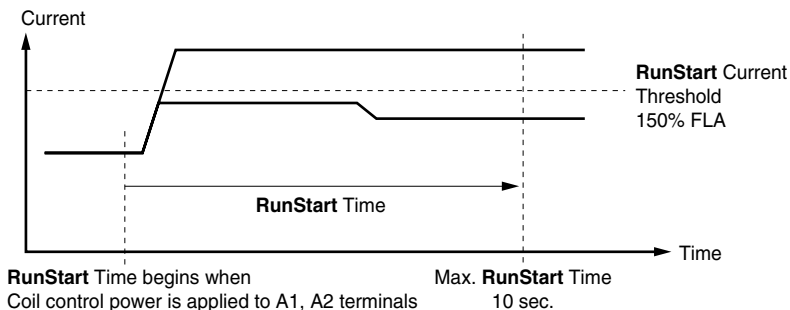 Current
RunStart Current
Threshold
150% FLA
RunStart Time
Time
RunStart Time begins when
Coil control power is applied to A1, A2 terminals
Max. RunStart Time
10 sec.